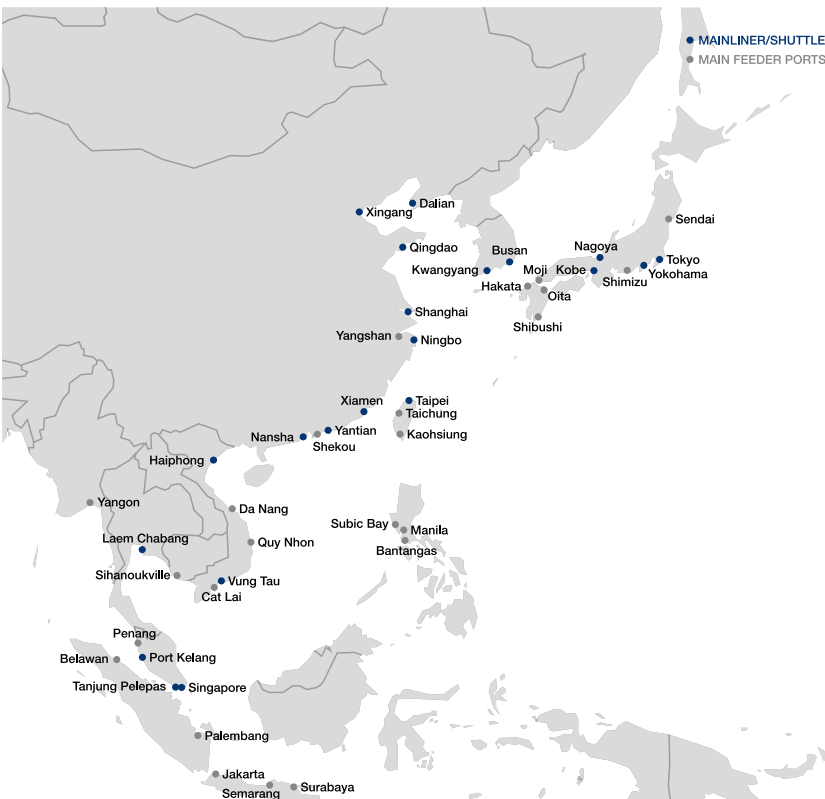 MAINLINER/SHUTTLE
MAIN FEEDER PORTS
Dalian
Xingang
Sendai
Qingdao
Busan
Nagoya
Tokyo
Kwangyang
Moji
Kobe
Yokohama
Shimizu
Hakata
Oita
Shanghai
Shibushi
Yangshan
Ningbo
Xiamen
Taipei
Taichung
Yantian
Nansha
Kaohsiung
Shekou
Haiphong
Yangon
Da Nang
Subic Bay
Manila
Laem Chabang
Quy Nhon
Bantangas
Sihanoukville
Vung Tau
Cat Lai
Penang
Belawan
Port Kelang
Tanjung Pelepas
Singapore
Palembang
Jakarta
Semarang
Surabaya